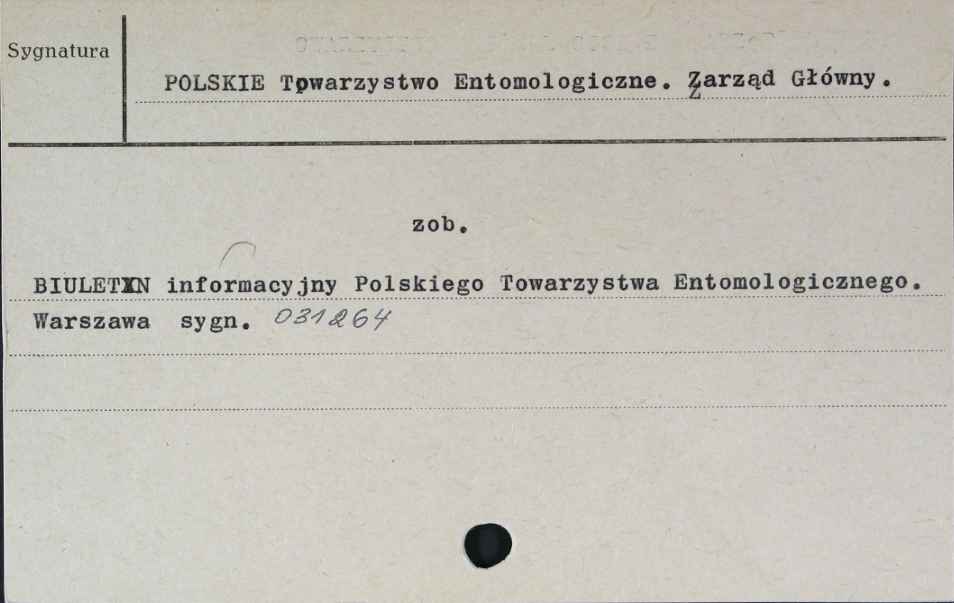 Sygnatura
POLSKIE Towarzystwo Entomologiczne. Zarząd Główny.
zob.
BIULETYN informacyjny Polskiego Towarzystwa Entomologicznego.
Warszawa sygn. 031264